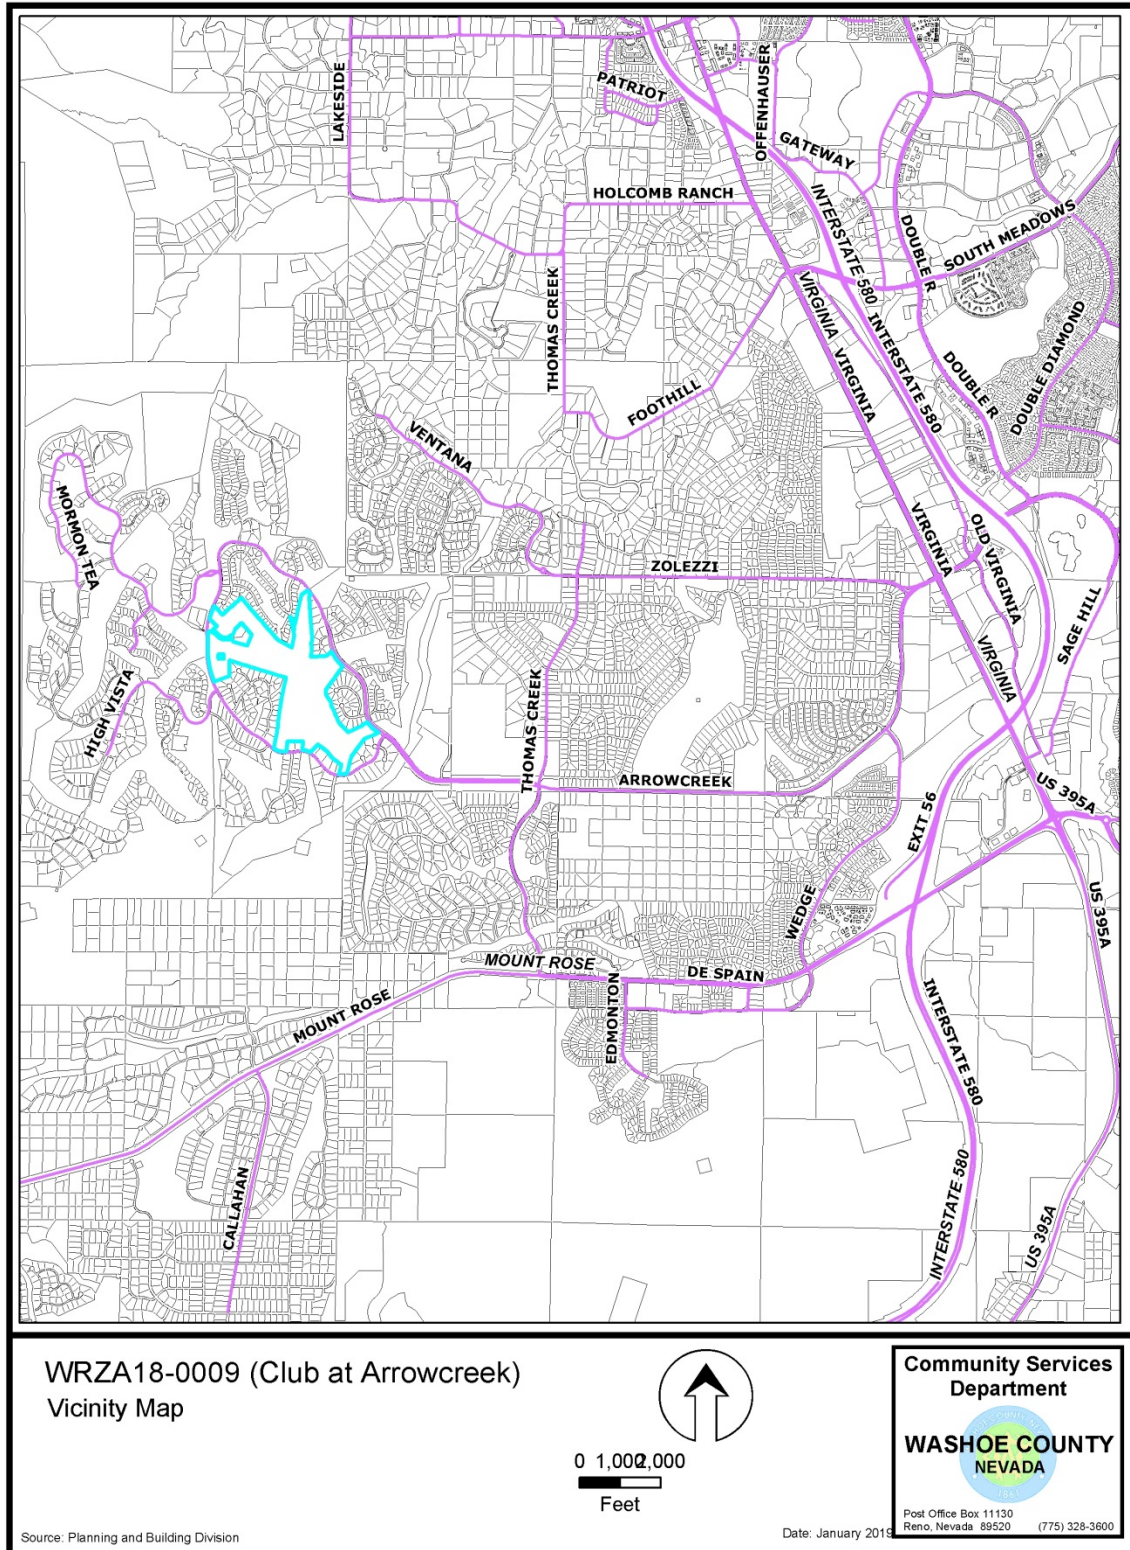 LAKESIDE
PATRIOT
OFFENHAUSER
GATEWAY
HOLCOMB RANCH
INTERSTATE 580
DOUBLE R
SOUTH MEADOWS
THOMAS CREEK
VIRGINIA
INTERSTATE 580
VIRGINIA
DOUBLE R
DOUBLE DIAMOND
FOOTHILL
VENTANA
MORMON TEA
VIRGINIA
OLD VIRGINIA
ZOLEZZI
SAGE HILL
VIRGINIA
HIGH VISTA
THOMAS CREEK
ARROWCREEK
US 395A
EXIT 56
WEDGE
US 395A
MOUNT ROSE
DE SPAIN
EDMONTON
MOUNT ROSE
INTERSTATE 580
CALLAHAN
INTERSTATE 580
US 395A
WRZA18-0009 (Club at Arrowcreek)
Vicinity Map
0 1,000 2,000
Feet
Source: Planning and Building Division
Date: January 2019
Community Services
Department
WASHOE COUNTY
NEVADA
1861
Post Office Box 11130
Reno, Nevada 89520 (775) 328-3600